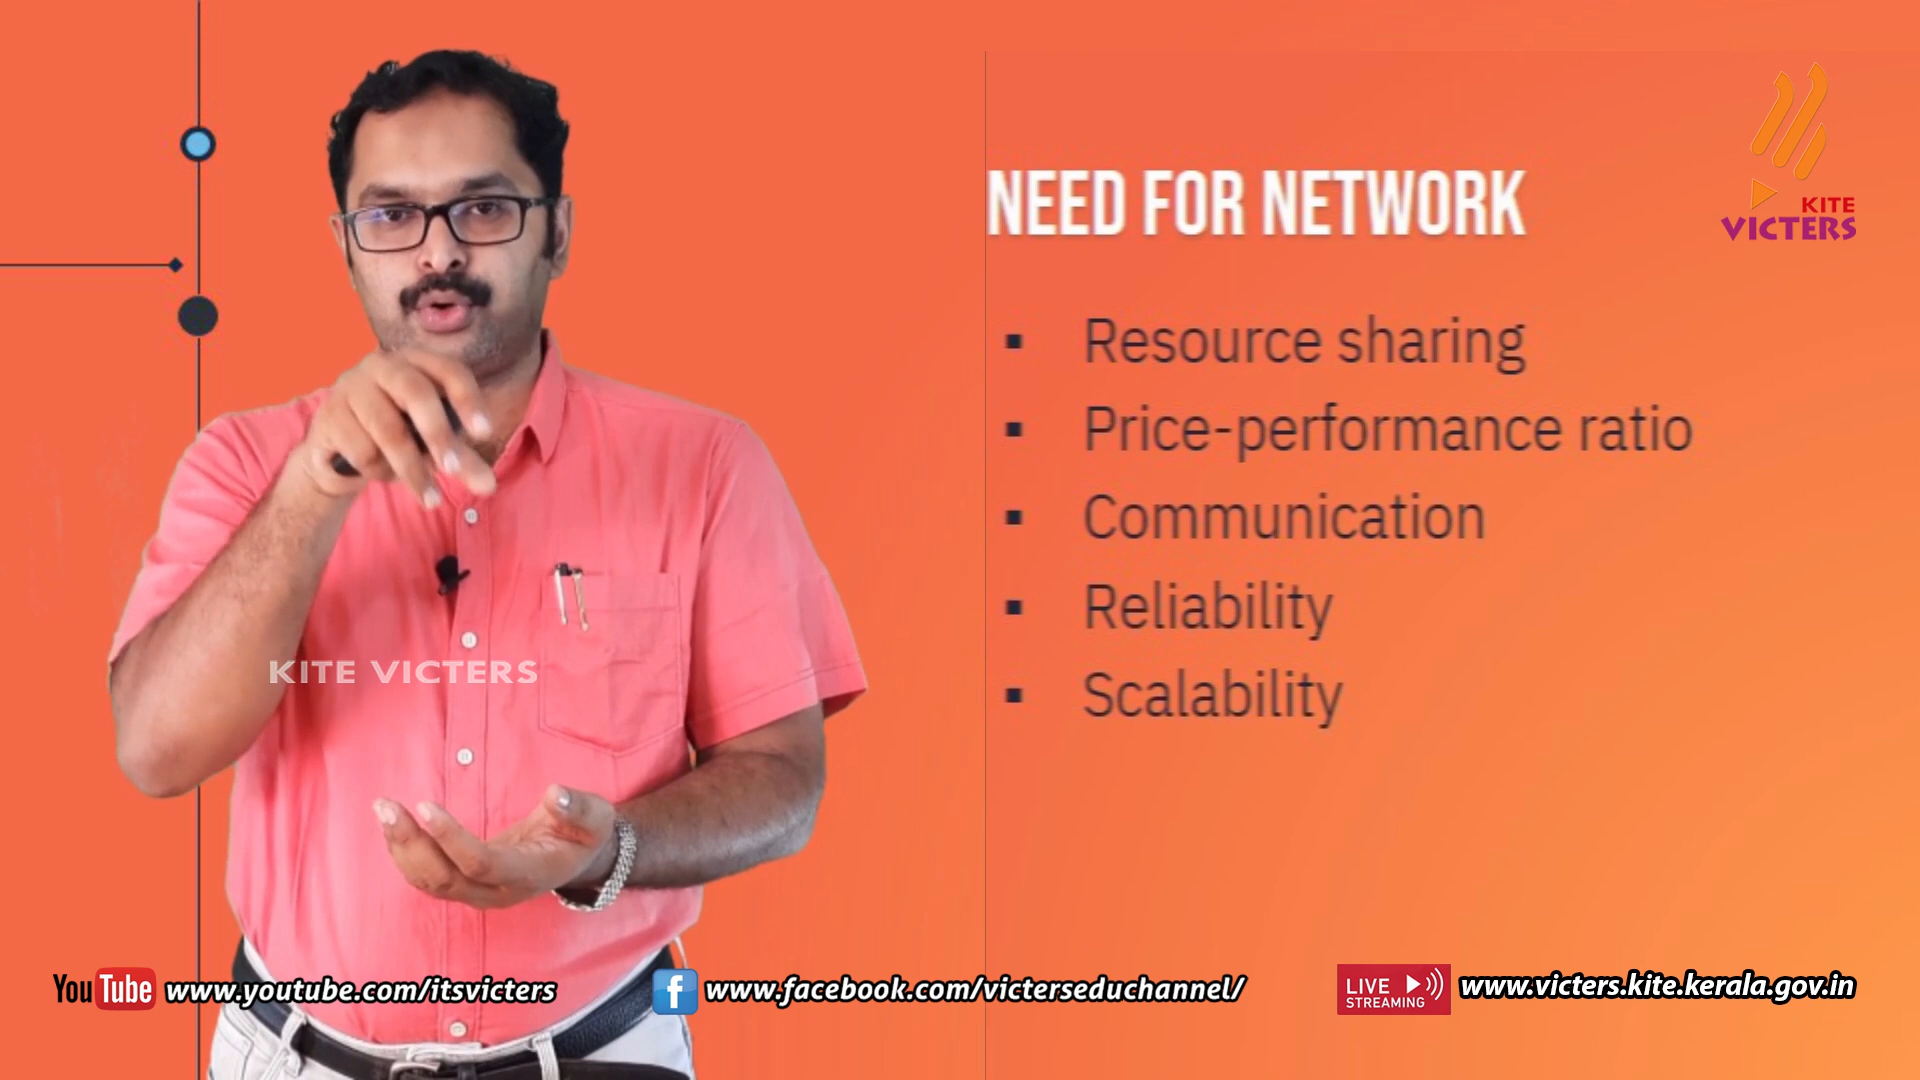 NEED FOR NETWORK
KITE
VICTERS
▪ Resource sharing
▪ Price-performance ratio
▪ Communication
▪ Reliability
▪ Scalability
KITE VICTERS
YouTube www.youtube.com/itsvicters
f www.facebook.com/victerseduchannel/
LIVE
STREAMING
www.victers.kite.kerala.gov.in